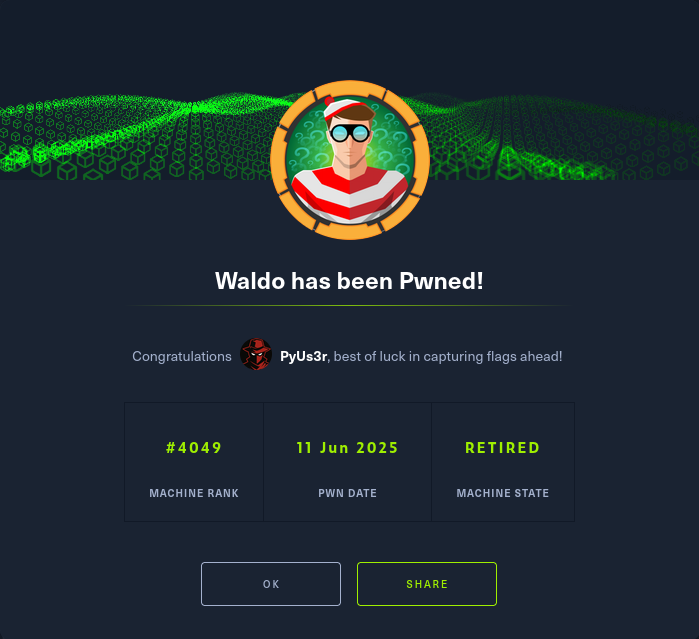 Waldo has been Pwned!
Congratulations PyUs3r, best of luck in capturing flags ahead!
#4049 11 Jun 2025 RETIRED
MACHINE RANK PWN DATE MACHINE STATE
OK SHARE